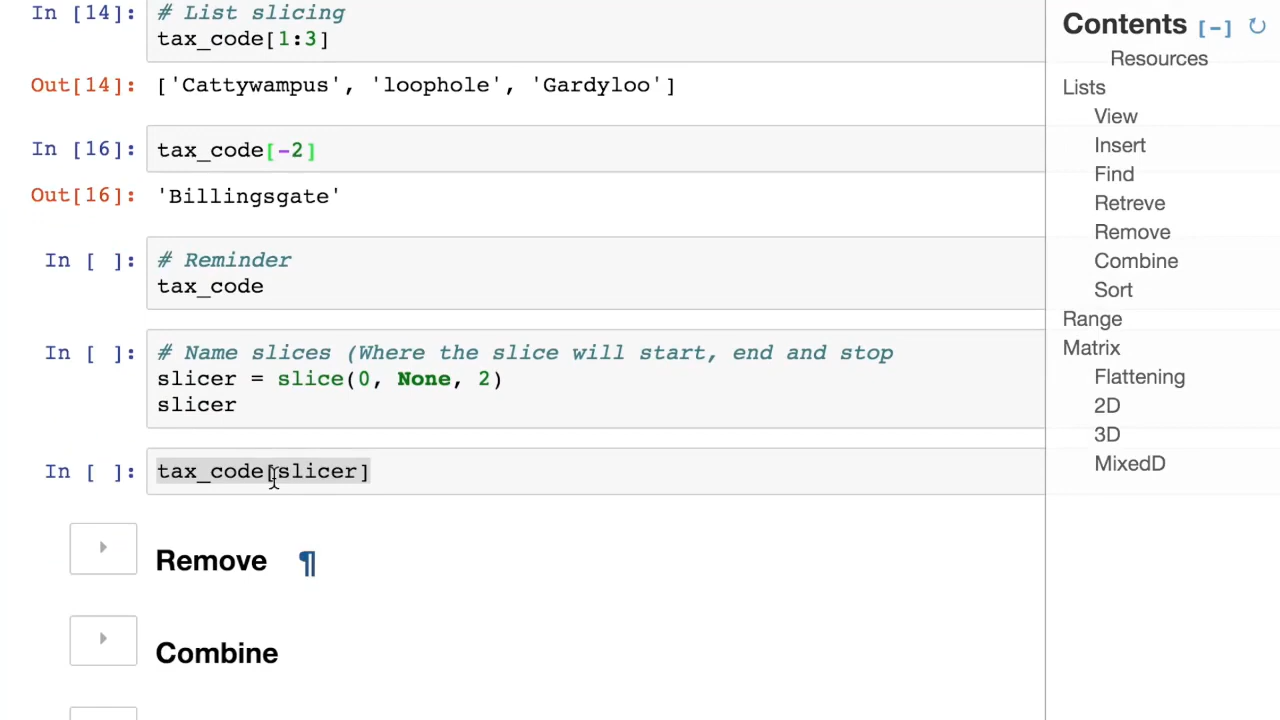 In [14]: # List slicing
tax_code[1:3]
Out[14]: ['Cattywampus', 'loophole', 'Gardyloo']
In [16]: tax_code[-2]
Out[16]: 'Billingsgate'
In [ ]: # Reminder
tax_code
In [ ]: # Name slices (Where the slice will start, end and stop
slicer = slice(0, None, 2)
slicer
In [ ]: tax_code[slicer]
Remove ¶
Combine
Contents [-] ↻
Resources
Lists
View
Insert
Find
Retreve
Remove
Combine
Sort
Range
Matrix
Flattening
2D
3D
MixedD